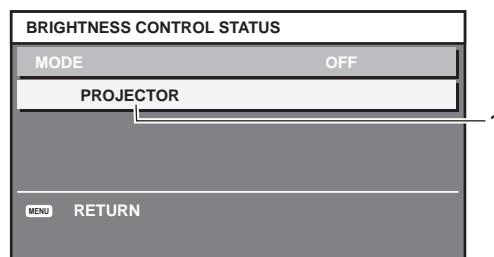 BRIGHTNESS CONTROL STATUS
MODE OFF
PROJECTOR
1
MENU RETURN